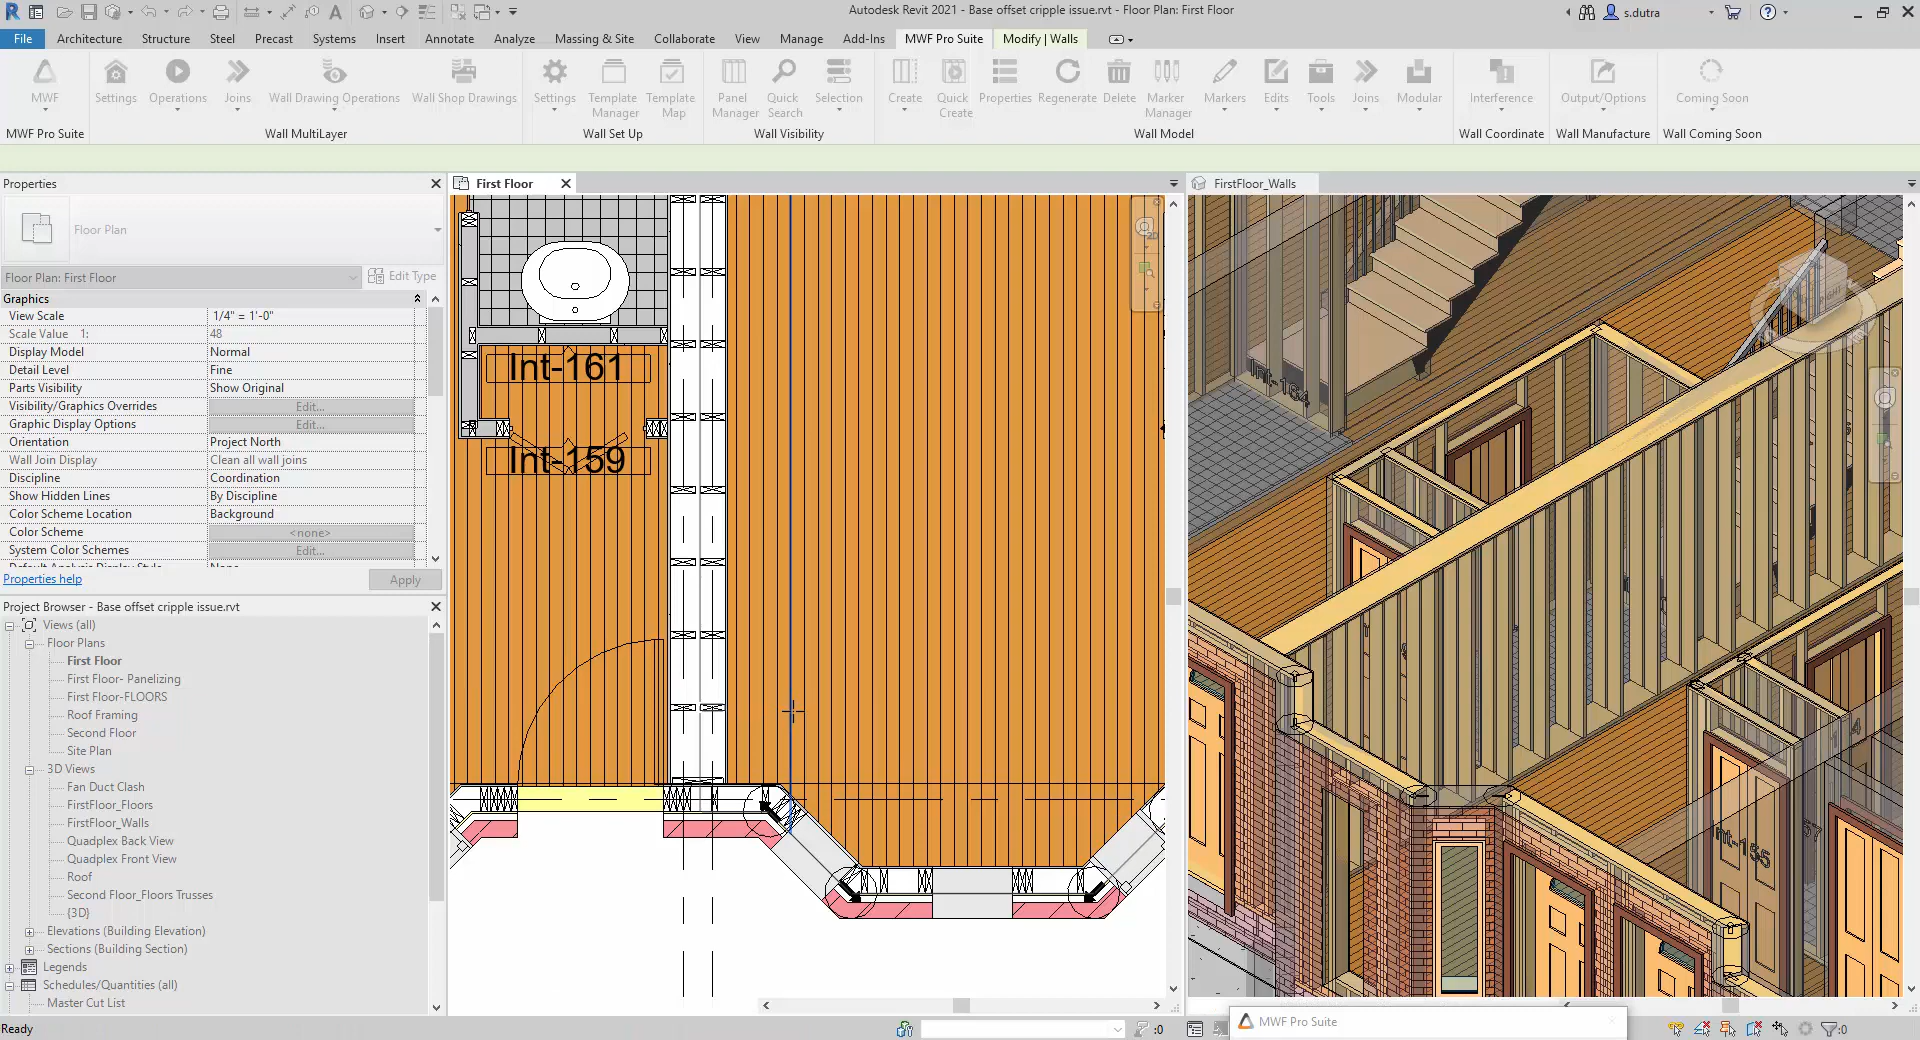 Autodesk Revit 2021 - Base offset cripple issue.rvt - Floor Plan: First Floor
s.dutra
File Architecture Structure Steel Precast Systems Insert Annotate Analyze Massing & Site Collaborate View Manage Add-Ins MWF Pro Suite Modify | Walls
MWF Settings Operations Joins Wall Drawing Operations Wall Shop Drawings Settings Template Manager Template Map Panel Manager Quick Search Selection Create Quick Create Properties Regenerate Delete Marker Manager Markers Edits Tools Joins Modular Interference Output/Options Coming Soon
MWF Pro Suite Wall MultiLayer Wall Set Up Wall Visibility Wall Model Wall Coordinate Wall Manufacture Wall Coming Soon
Properties
Floor Plan
Floor Plan: First Floor Edit Type
Graphics
View Scale 1/4" = 1'-0"
Scale Value 1: 48
Display Model Normal
Detail Level Fine
Parts Visibility Show Original
Visibility/Graphics Overrides Edit...
Graphic Display Options Edit...
Orientation Project North
Wall Join Display Clean all wall joins
Discipline Coordination
Show Hidden Lines By Discipline
Color Scheme Location Background
Color Scheme <none>
System Color Schemes Edit...
Properties help Apply
Project Browser - Base offset cripple issue.rvt
Views (all)
Floor Plans
First Floor
First Floor- Panelizing
First Floor-FLOORS
Roof Framing
Second Floor
Site Plan
3D Views
Fan Duct Clash
FirstFloor_Floors
FirstFloor_Walls
Quadplex Back View
Quadplex Front View
Roof
Second Floor_Floors Trusses
{3D}
Elevations (Building Elevation)
Sections (Building Section)
Legends
Schedules/Quantities (all)
Master Cut List
First Floor
2D
Int-161
Int-159
FirstFloor_Walls
Int-164
Int-155
Ready
:0
MWF Pro Suite
:0